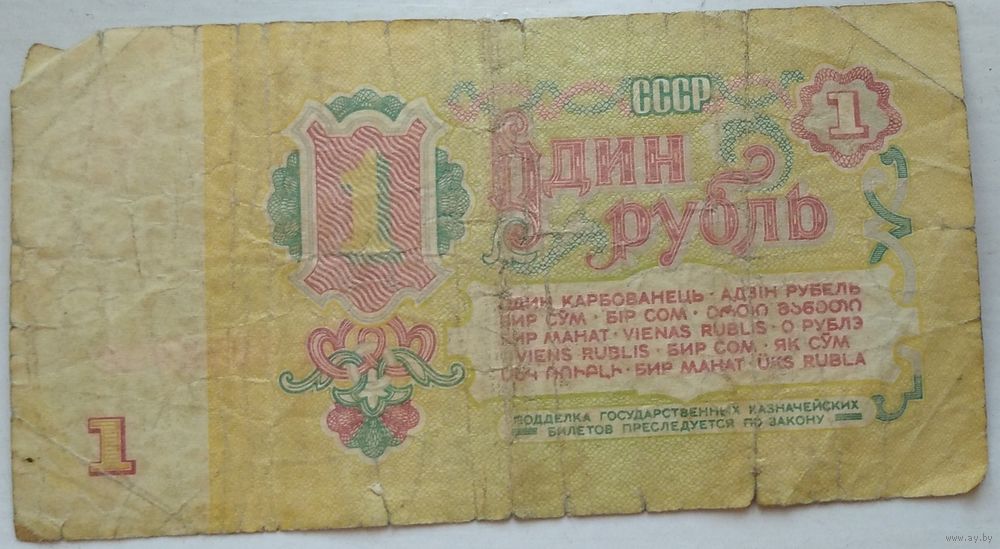 СССР
1
1
Один
рубль
ОДИН КАРБОВАНЕЦЬ · АДЗІН РУБЕЛЬ
БИР СЎМ · БІР СОМ · ერთი მანეთი
БИР МАНАТ · VIENAS RUBLIS · О РУБЛЭ
VIENS RUBLIS · БИР СОМ · ЯК СЎМ
ՄԵԿ ՌՈՒԲԼԻ · БИР МАНАТ · ÜKS RUBLA
ПОДДЕЛКА ГОСУДАРСТВЕННЫХ КАЗНАЧЕЙСКИХ
БИЛЕТОВ ПРЕСЛЕДУЕТСЯ ПО ЗАКОНУ
1
www.ay.by